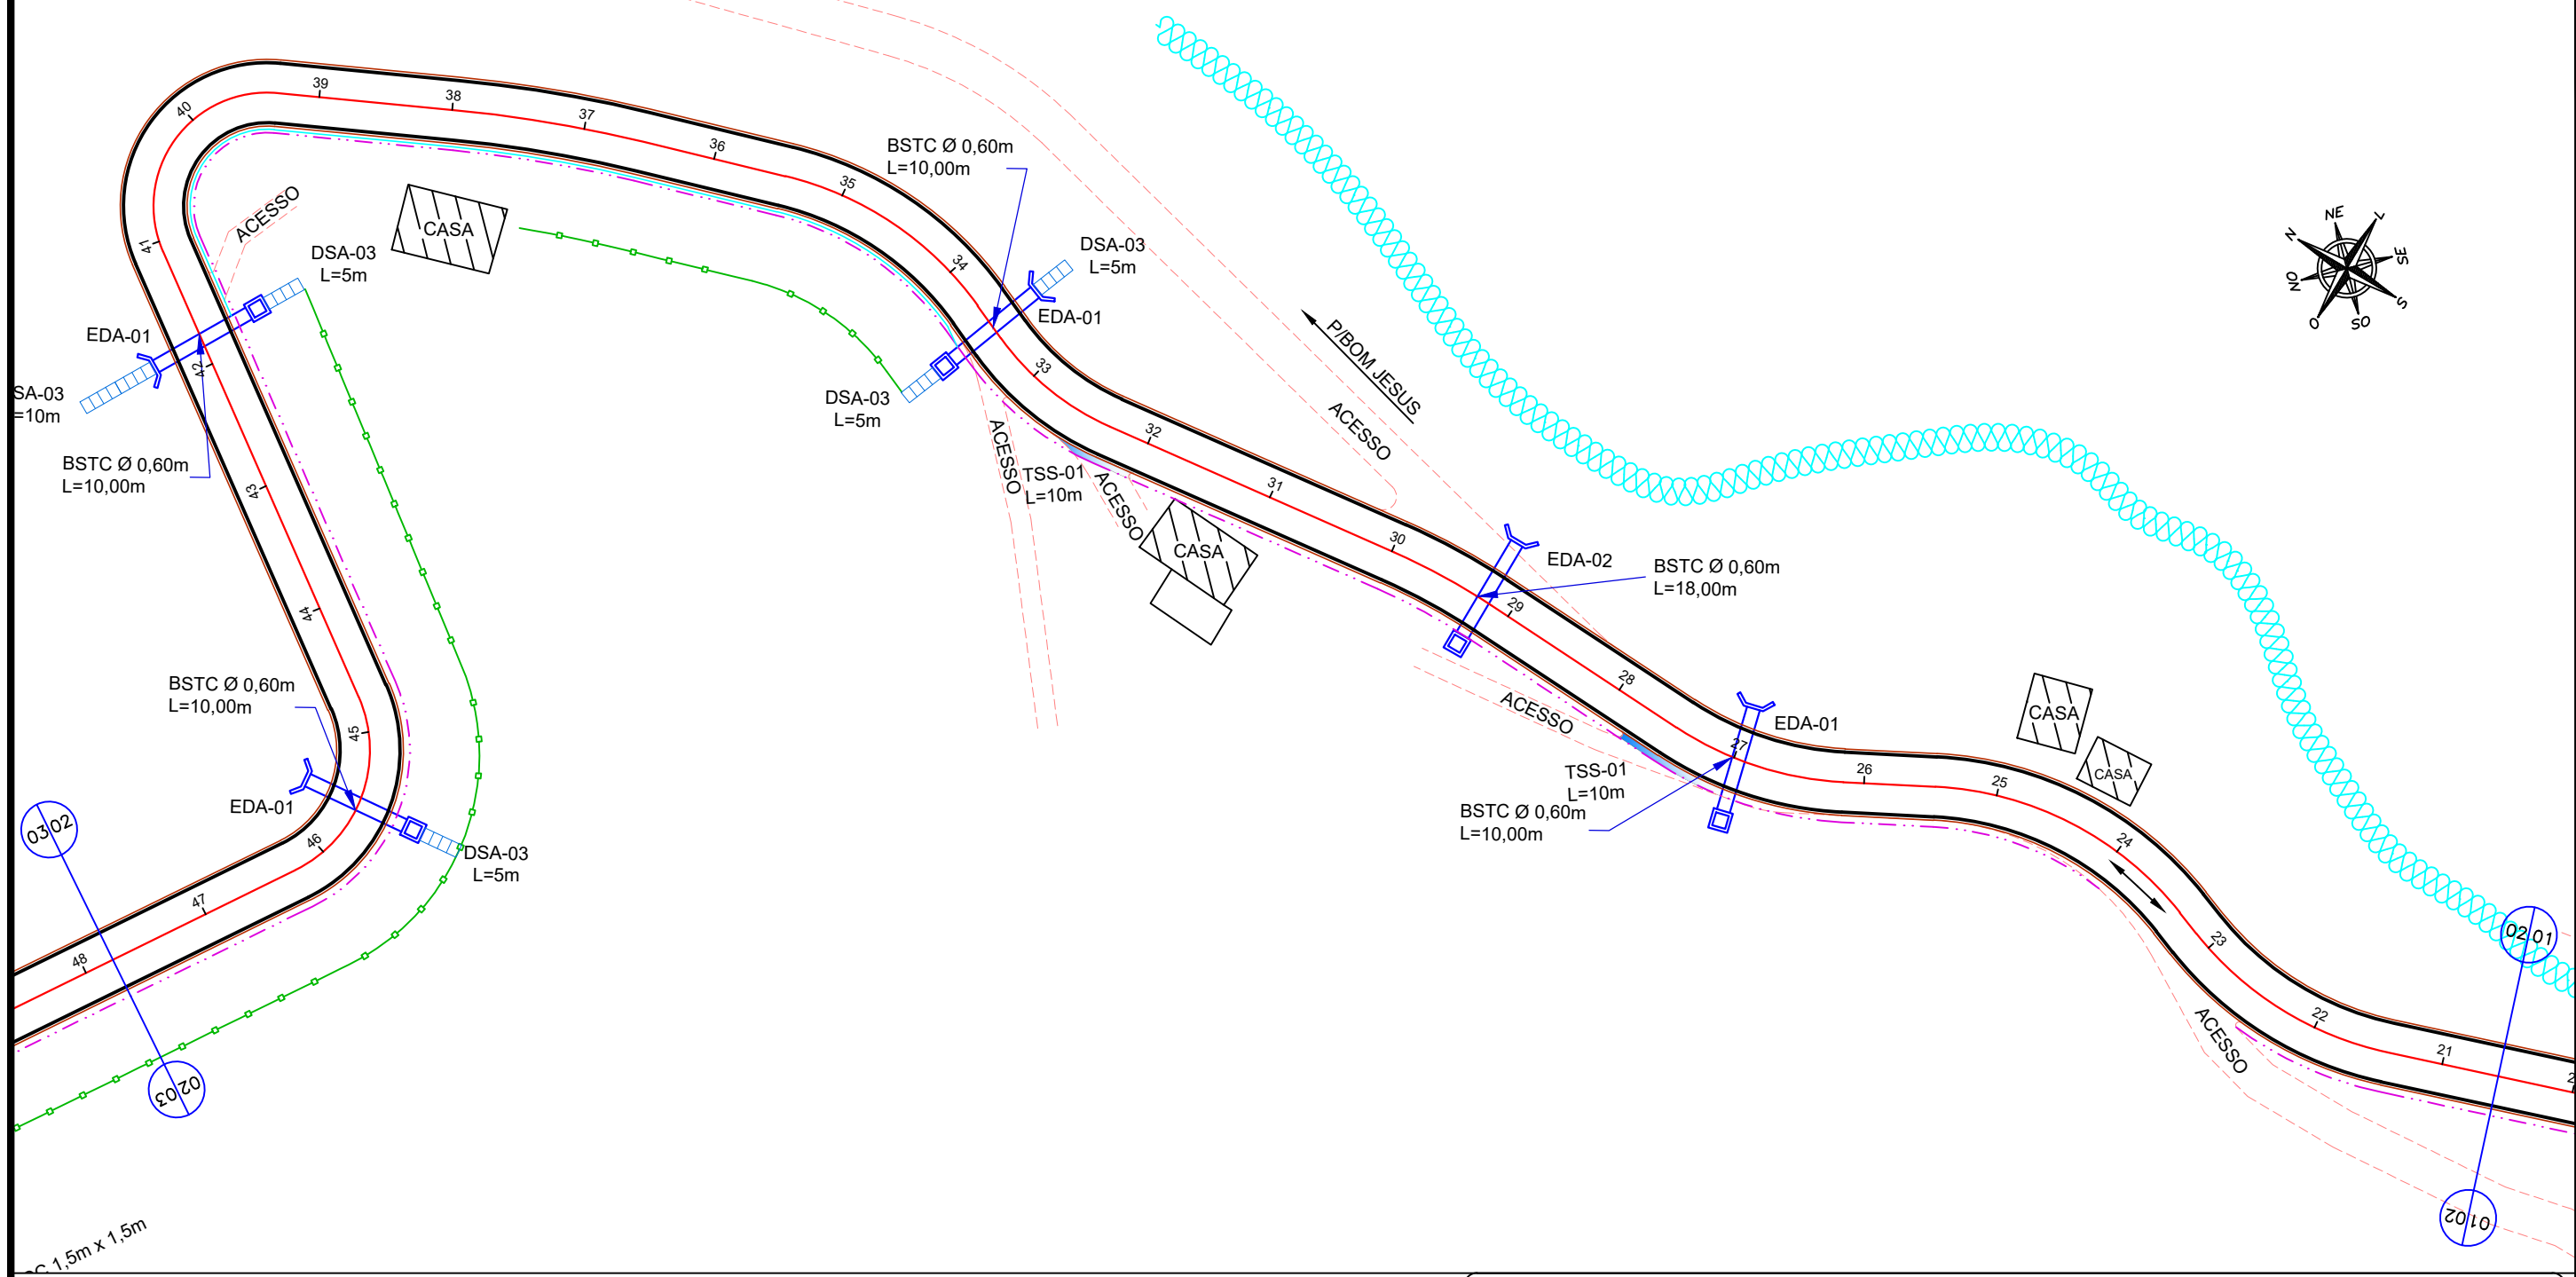 39
38
37
36
35
34
33
32
31
30
29
28
27
26
25
24
23
22
21
40
41
42
43
44
45
46
47
48
BSTC Ø 0,60m
L=10,00m
DSA-03
L=5m
EDA-01
DSA-03
L=5m
ACESSO
CASA
DSA-03
L=5m
EDA-01
SA-03
=10m
BSTC Ø 0,60m
L=10,00m
BSTC Ø 0,60m
L=10,00m
EDA-01
DSA-03
L=5m
03 02
02 03
ACESSO
TSS-01
L=10m
ACESSO
CASA
P/BOM JESUS
ACESSO
EDA-02
BSTC Ø 0,60m
L=18,00m
ACESSO
TSS-01
L=10m
BSTC Ø 0,60m
L=10,00m
EDA-01
CASA
CASA
ACESSO
02 01
01 02
N
NE
L
SE
S
SO
O
NO
1,5m x 1,5m